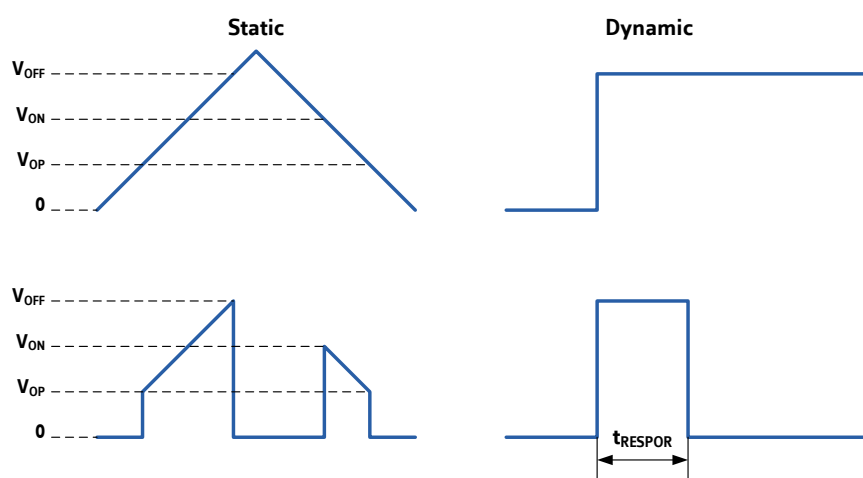 Static
Dynamic
VOFF
VON
VOP
0
VOFF
VON
VOP
0
tRESPOR